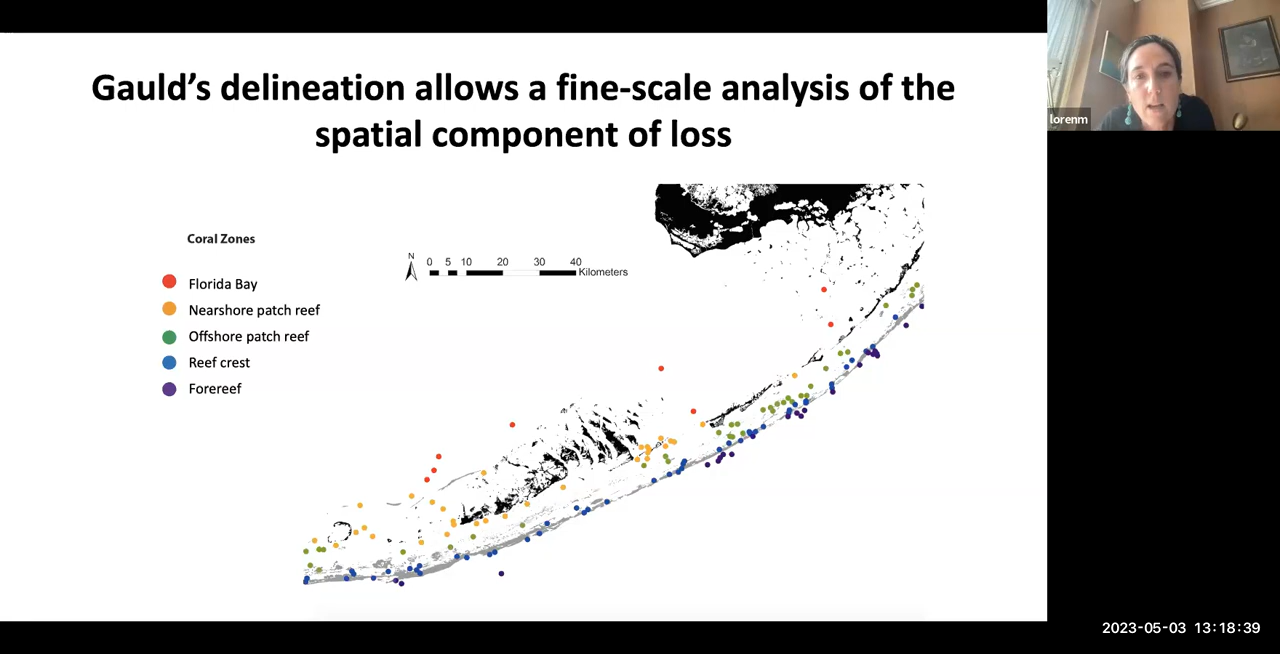 Gauld's delineation allows a fine-scale analysis of the
spatial component of loss
lorenm
Coral Zones
Florida Bay
Nearshore patch reef
Offshore patch reef
Reef crest
Forereef
N
0 5 10 20 30 40
Kilometers
2023-05-03 13:18:39